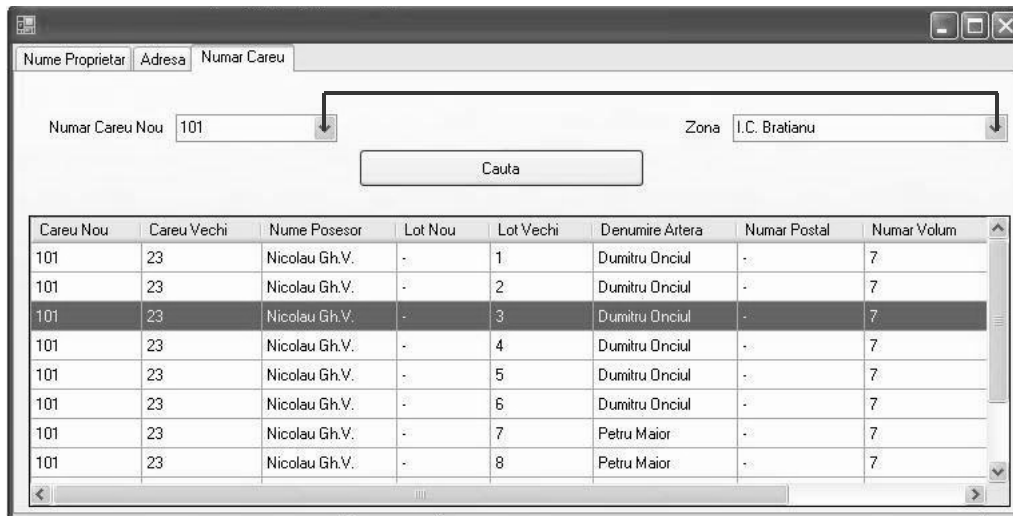 Nume Proprietar Adresa Numar Careu
Numar Careu Nou 101 Zona I.C. Bratianu
Cauta
Careu Nou Careu Vechi Nume Posesor Lot Nou Lot Vechi Denumire Artera Numar Postal Numar Volum
101 23 Nicolau Gh.V. - 1 Dumitru Onciul - 7
101 23 Nicolau Gh.V. - 2 Dumitru Onciul - 7
101 23 Nicolau Gh.V. - 3 Dumitru Onciul - 7
101 23 Nicolau Gh.V. - 4 Dumitru Onciul - 7
101 23 Nicolau Gh.V. - 5 Dumitru Onciul - 7
101 23 Nicolau Gh.V. - 6 Dumitru Onciul - 7
101 23 Nicolau Gh.V. - 7 Petru Maior - 7
101 23 Nicolau Gh.V. - 8 Petru Maior - 7